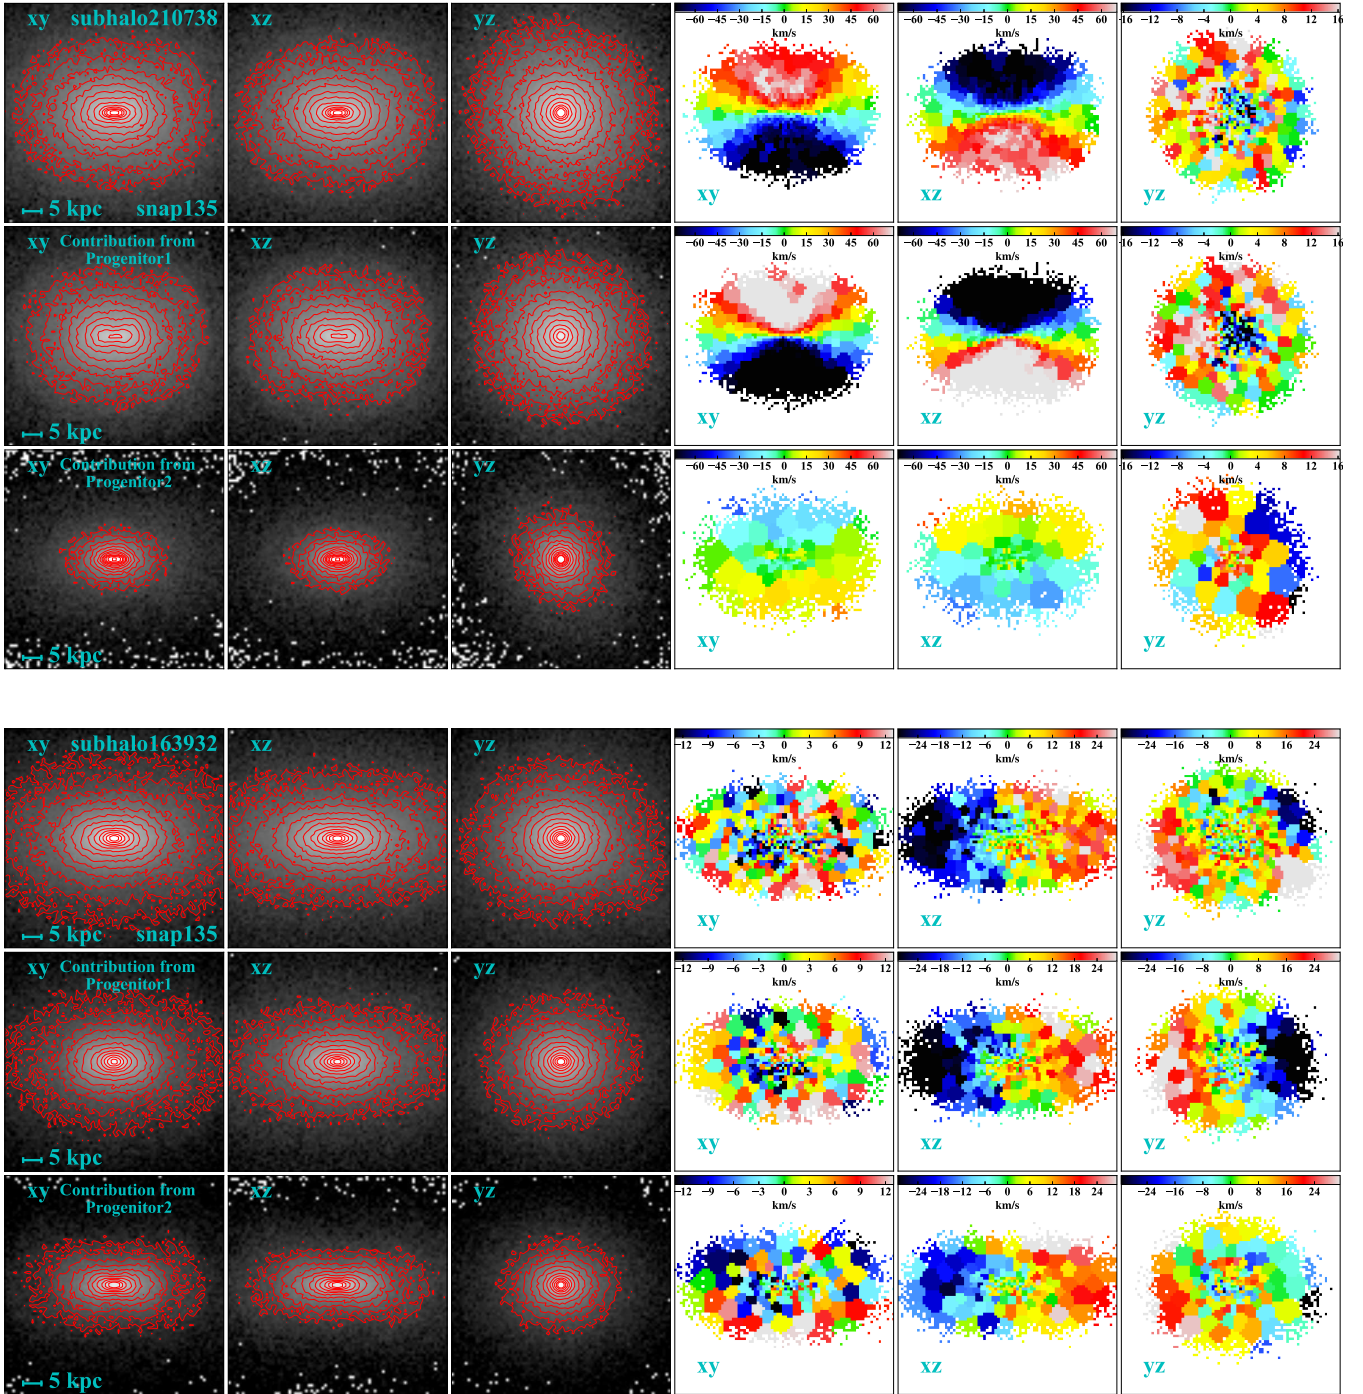 xy subhalo210738 xz yz
−60 −45 −30 −15 0 15 30 45 60 −60 −45 −30 −15 0 15 30 45 60 −16 −12 −8 −4 0 4 8 12 16
km/s km/s km/s
5 kpc snap135 xy xz yz
xy Contribution from Progenitor1 xz yz
−60 −45 −30 −15 0 15 30 45 60 −60 −45 −30 −15 0 15 30 45 60 −16 −12 −8 −4 0 4 8 12 16
km/s km/s km/s
5 kpc xy xz yz
xy Contribution from Progenitor2 xz yz
−60 −45 −30 −15 0 15 30 45 60 −60 −45 −30 −15 0 15 30 45 60 −16 −12 −8 −4 0 4 8 12 16
km/s km/s km/s
5 kpc xy xz yz
xy subhalo163932 xz yz
−12 −9 −6 −3 0 3 6 9 12 −24 −18 −12 −6 0 6 12 18 24 −24 −16 −8 0 8 16 24
km/s km/s km/s
5 kpc snap135 xy xz yz
xy Contribution from Progenitor1 xz yz
−12 −9 −6 −3 0 3 6 9 12 −24 −18 −12 −6 0 6 12 18 24 −24 −16 −8 0 8 16 24
km/s km/s km/s
5 kpc xy xz yz
xy Contribution from Progenitor2 xz yz
−12 −9 −6 −3 0 3 6 9 12 −24 −18 −12 −6 0 6 12 18 24 −24 −16 −8 0 8 16 24
km/s km/s km/s
5 kpc xy xz yz